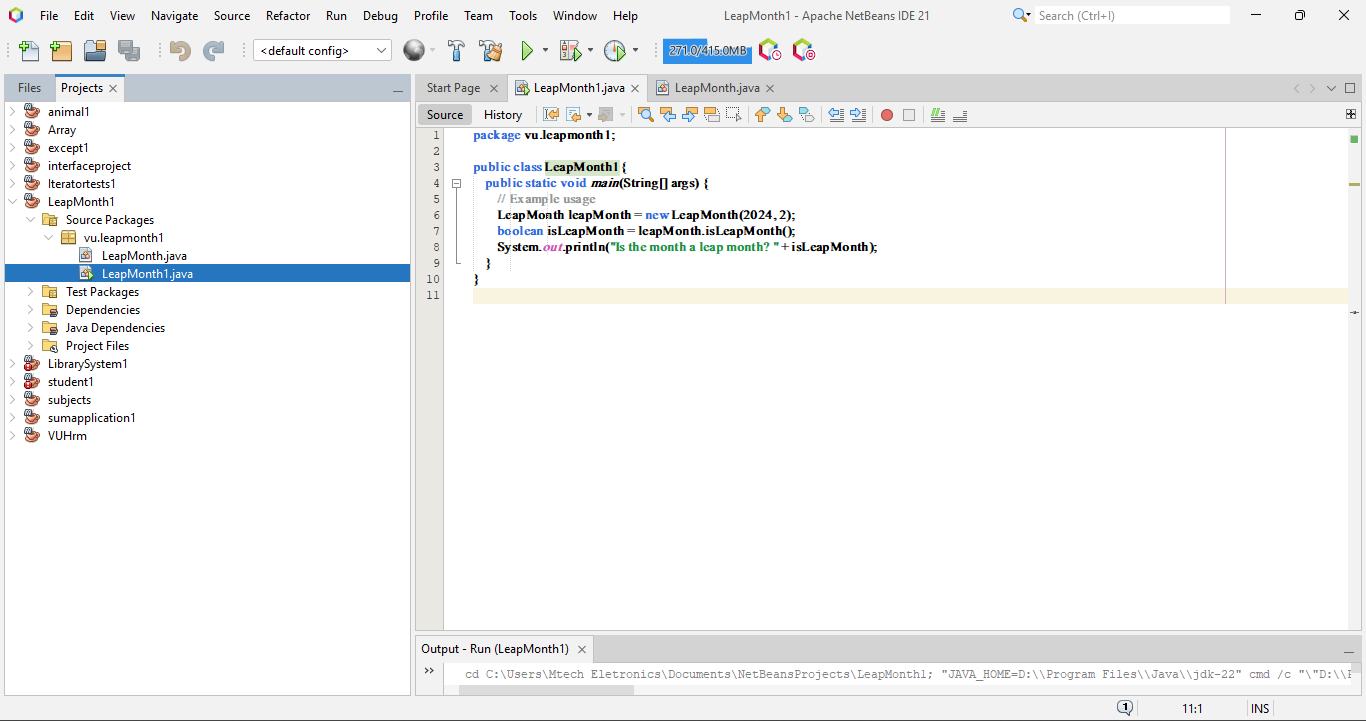 File Edit View Navigate Source Refactor Run Debug Profile Team Tools Window Help LeapMonth1 - Apache NetBeans IDE 21 Search (Ctrl+I)
<default config> 271.0/415.0MB
Files Projects
animal1
Array
except1
interfaceproject
Iteratortests1
LeapMonth1
Source Packages
vu.leapmonth1
LeapMonth.java
LeapMonth1.java
Test Packages
Dependencies
Java Dependencies
Project Files
LibrarySystem1
student1
subjects
sumapplication1
VUHrm
Start Page LeapMonth1.java LeapMonth.java
Source History
1 package vu.leapmonth1;
2
3 public class LeapMonth1 {
4 public static void main(String[] args) {
5 // Example usage
6 LeapMonth leapMonth = new LeapMonth(2024, 2);
7 boolean isLeapMonth = leapMonth.isLeapMonth();
8 System.out.println("Is the month a leap month? " + isLeapMonth);
9 }
10 }
11
Output - Run (LeapMonth1)
cd C:\Users\Mtech Eletronics\Documents\NetBeansProjects\LeapMonth1; "JAVA_HOME=D:\\Program Files\\Java\\jdk-22" cmd /c "\"D:\\
1 11:1 INS